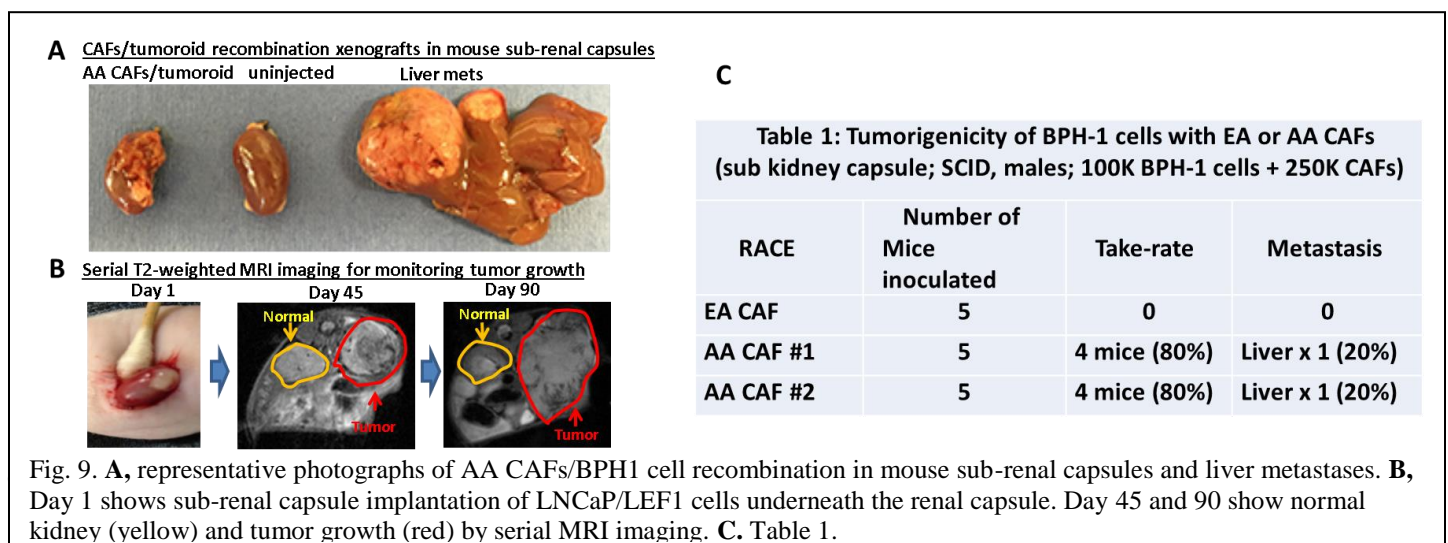 A CAFs/tumoroid recombination xenografts in mouse sub-renal capsules
AA CAFs/tumoroid uninjected Liver mets
B Serial T2-weighted MRI imaging for monitoring tumor growth
Day 1 Day 45 Day 90
Normal Normal
Tumor Tumor
C
Table 1: Tumorigenicity of BPH-1 cells with EA or AA CAFs
(sub kidney capsule; SCID, males; 100K BPH-1 cells + 250K CAFs)
RACE Number of Mice inoculated Take-rate Metastasis
EA CAF 5 0 0
AA CAF #1 5 4 mice (80%) Liver x 1 (20%)
AA CAF #2 5 4 mice (80%) Liver x 1 (20%)
Fig. 9. A, representative photographs of AA CAFs/BPH1 cell recombination in mouse sub-renal capsules and liver metastases. B,
Day 1 shows sub-renal capsule implantation of LNCaP/LEF1 cells underneath the renal capsule. Day 45 and 90 show normal
kidney (yellow) and tumor growth (red) by serial MRI imaging. C. Table 1.